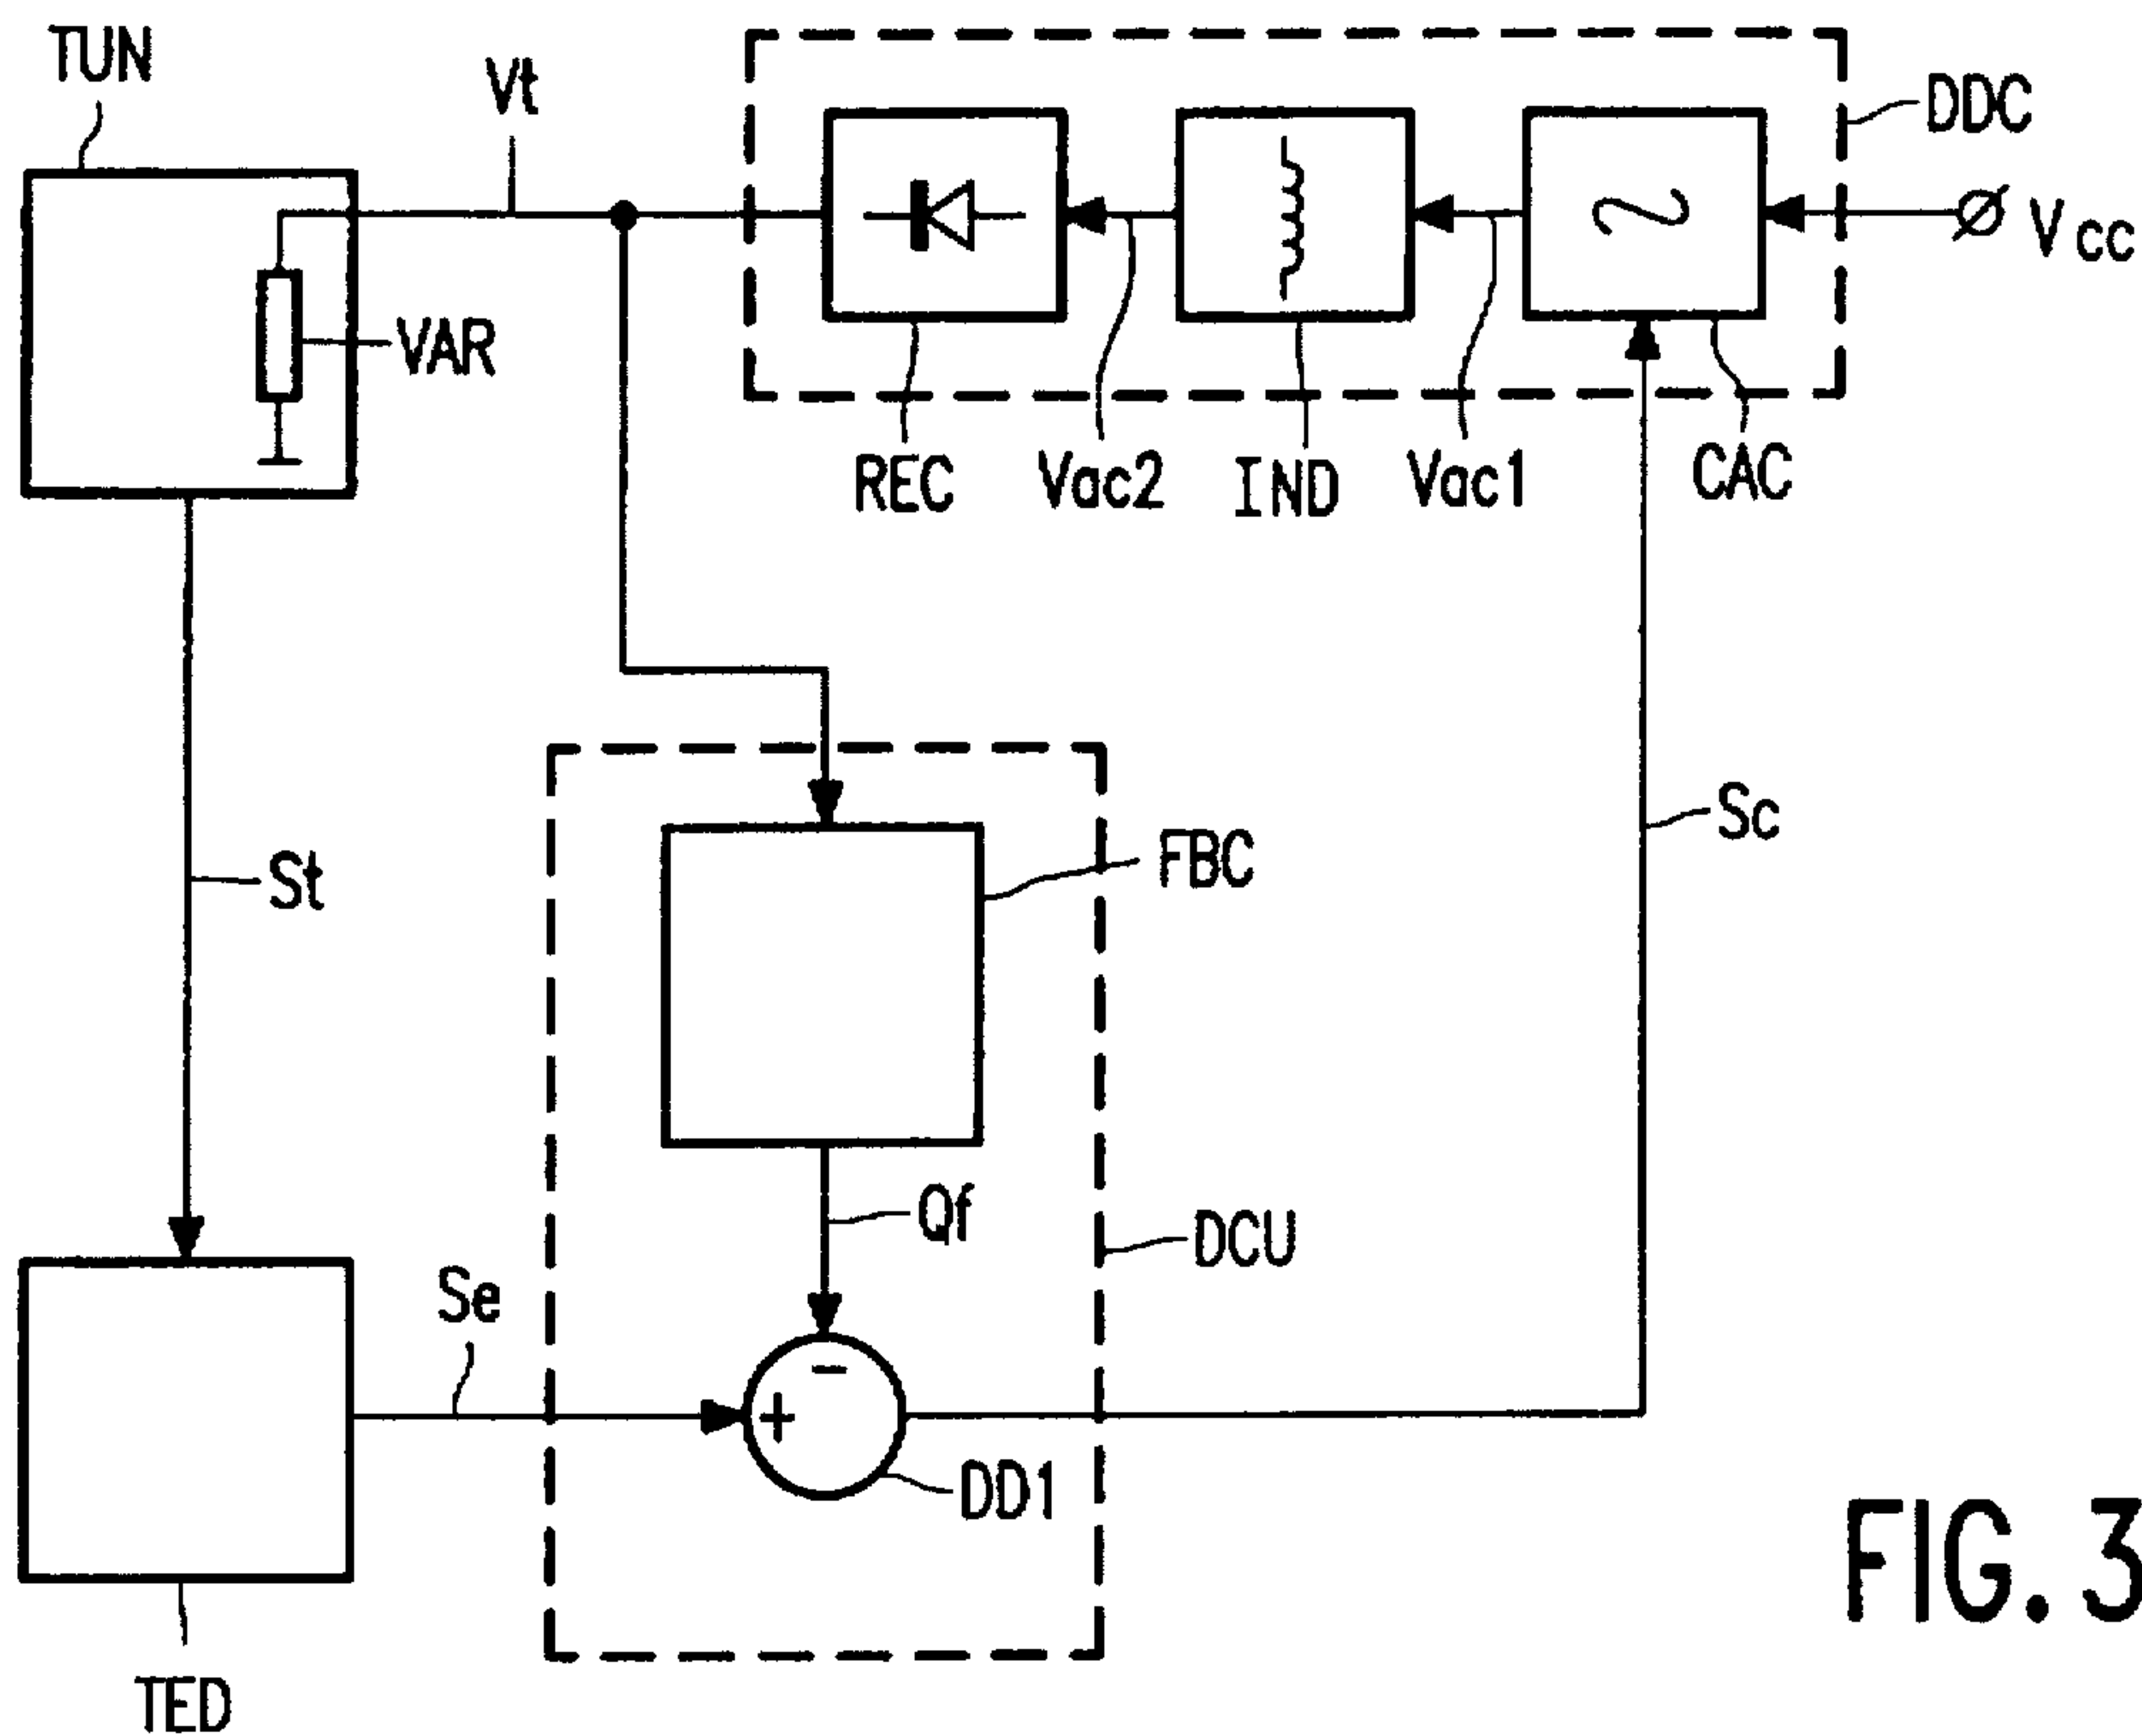 TUN
Vt
DDC
Vcc
VAR
REC
Vac2
IND
Vac1
CAC
Sc
St
FBC
Qf
DCU
Se
-
+
DD1
FIG. 3
TED